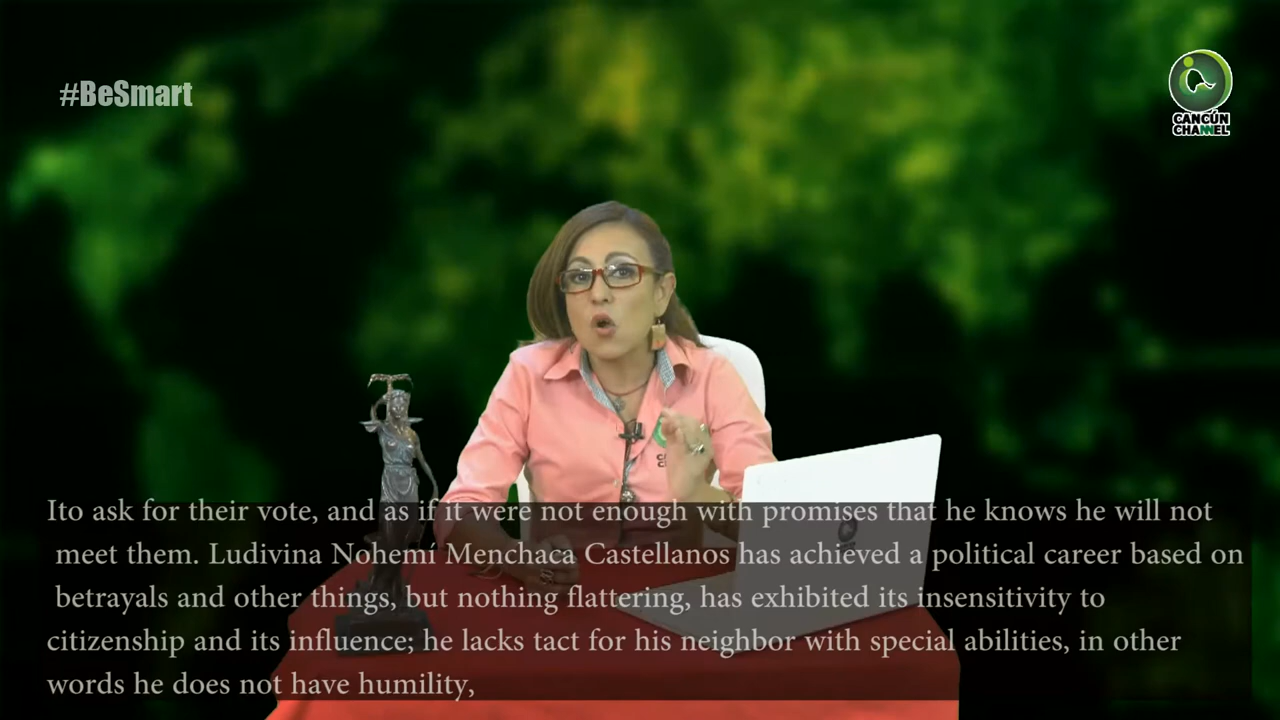 #BeSmart
CANCÚN
CHANNEL
Ito ask for their vote, and as if it were not enough with promises that he knows he will not
meet them. Ludivina Nohemí Menchaca Castellanos has achieved a political career based on
betrayals and other things, but nothing flattering, has exhibited its insensitivity to
citizenship and its influence; he lacks tact for his neighbor with special abilities, in other
words he does not have humility,